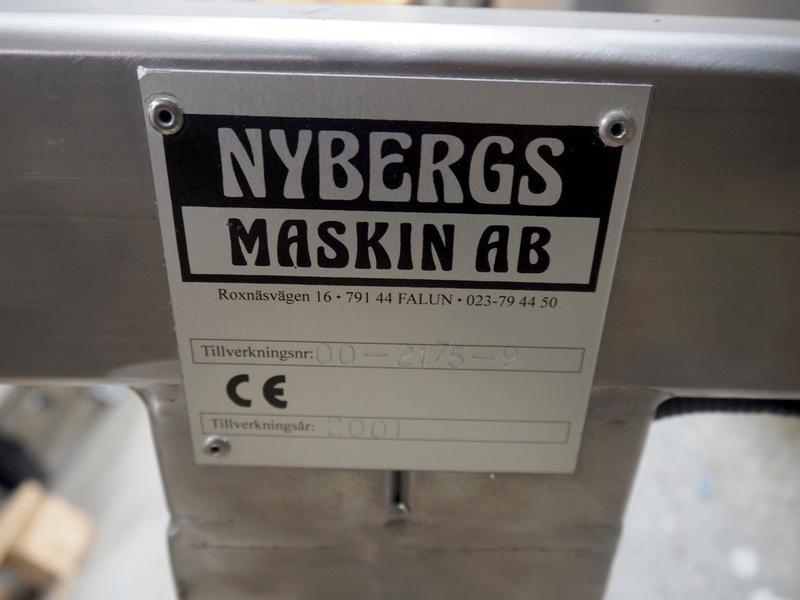 NYBERGS
MASKIN AB
Roxnäsvägen 16 • 791 44 FALUN • 023-79 44 50
Tillverkningsnr: 00-2175-9
CE
Tillverkningsår: 2001